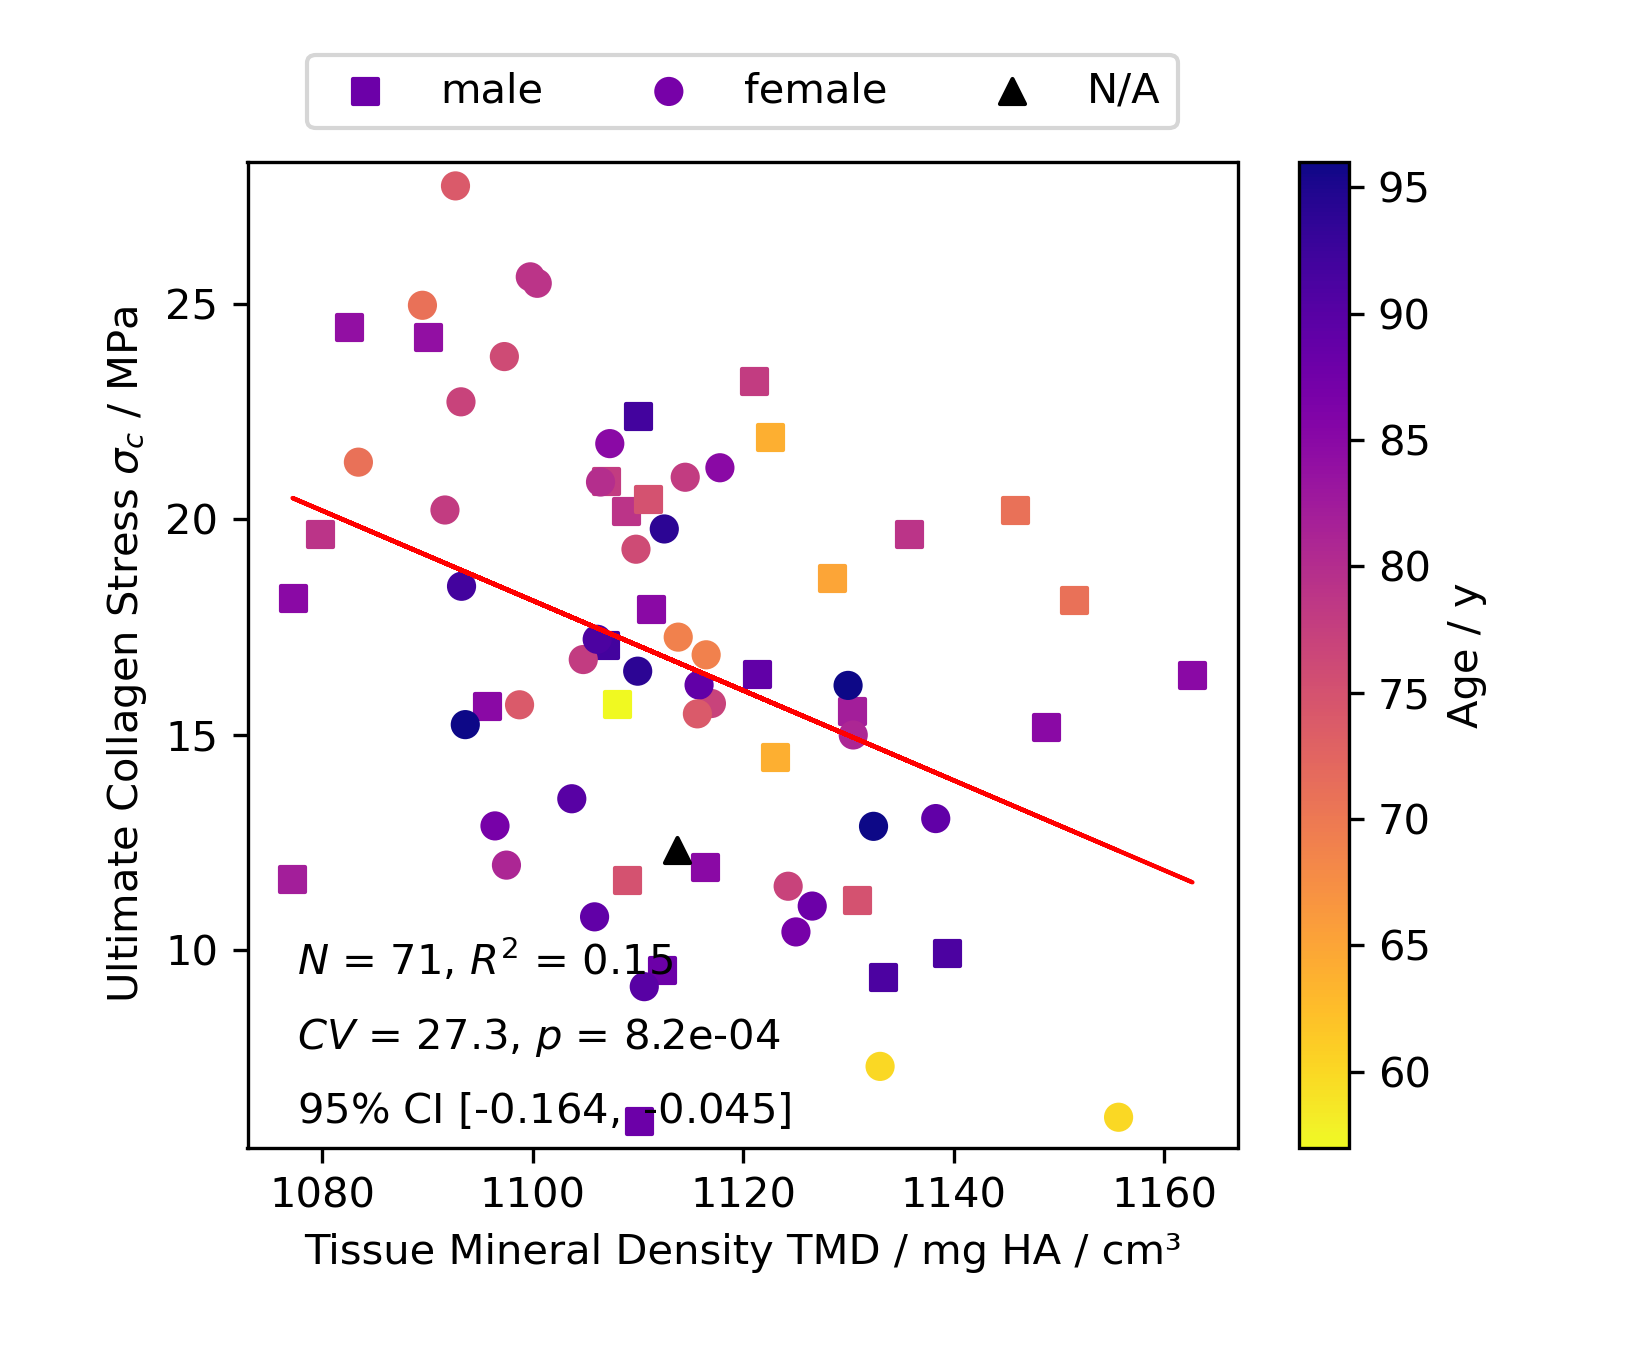 male female N/A
25
20
15
10
Ultimate Collagen Stress σc / MPa
N = 71, R² = 0.15
CV = 27.3, p = 8.2e-04
95% CI [-0.164, -0.045]
1080 1100 1120 1140 1160
Tissue Mineral Density TMD / mg HA / cm³
95
90
85
80
75
70
65
60
Age / y